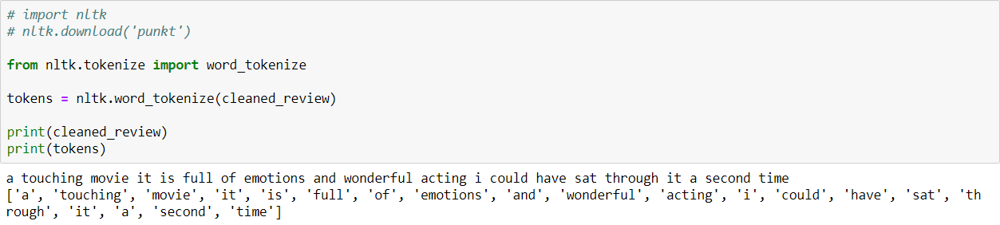 # import nltk
# nltk.download('punkt')
from nltk.tokenize import word_tokenize
tokens = nltk.word_tokenize(cleaned_review)
print(cleaned_review)
print(tokens)
a touching movie it is full of emotions and wonderful acting i could have sat through it a second time
['a', 'touching', 'movie', 'it', 'is', 'full', 'of', 'emotions', 'and', 'wonderful', 'acting', 'i', 'could', 'have', 'sat', 'th
rough', 'it', 'a', 'second', 'time']